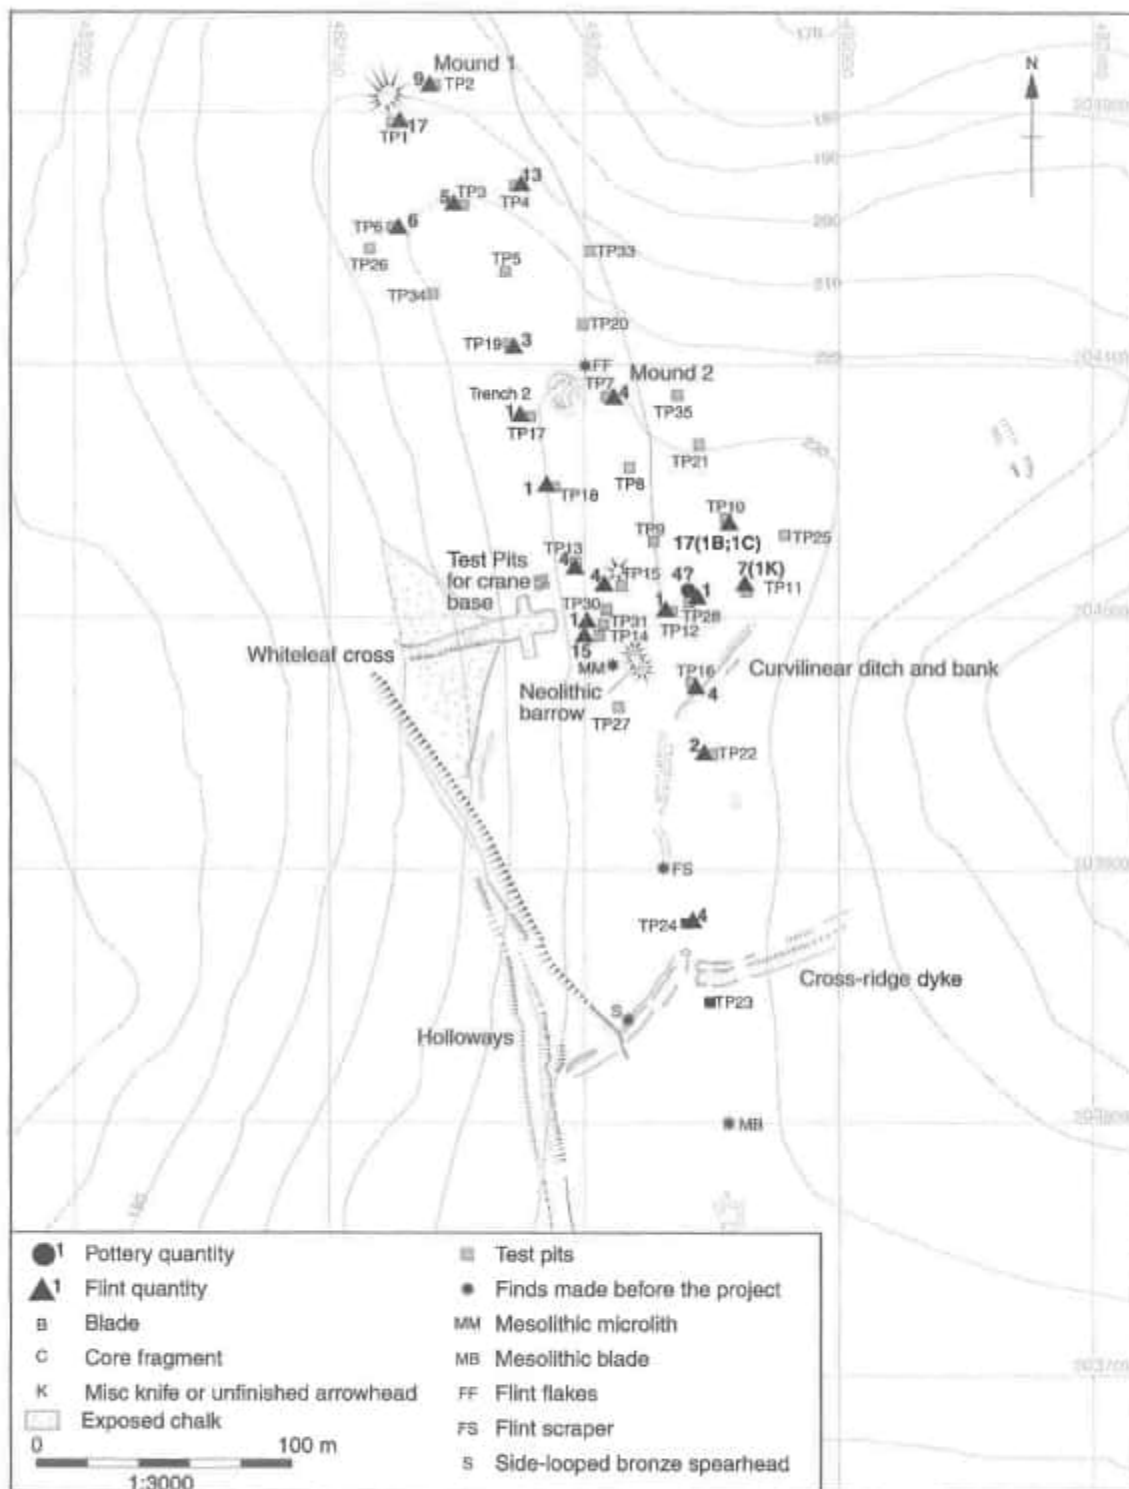 Mound 1
9
TP2
N
TP1
17
13
TP4
5
TP3
TP6
6
TP26
TP5
TP33
TP34
190
200
210
220
TP20
TP19
3
FF
Mound 2
TP7
4
TP35
Trench 2
1
TP17
TP21
TP8
1
TP18
TP10
17(1B;1C)
TP9
TP25
TP13
4
Test Pits
for crane
base
4
TP15
4?
1
7(1K)
TP11
TP30
1
TP31
TP14
15
1
TP12
TP28
Whiteleaf cross
MM
Neolithic
barrow
TP16
4
Curvilinear ditch and bank
TP27
2
TP22
FS
TP24
4
Cross-ridge dyke
TP23
S
Holloways
MB
1 Pottery quantity
1 Flint quantity
B Blade
C Core fragment
K Misc knife or unfinished arrowhead
Exposed chalk
0 100 m
1:3000
Test pits
Finds made before the project
MM Mesolithic microlith
MB Mesolithic blade
FF Flint flakes
FS Flint scraper
S Side-looped bronze spearhead